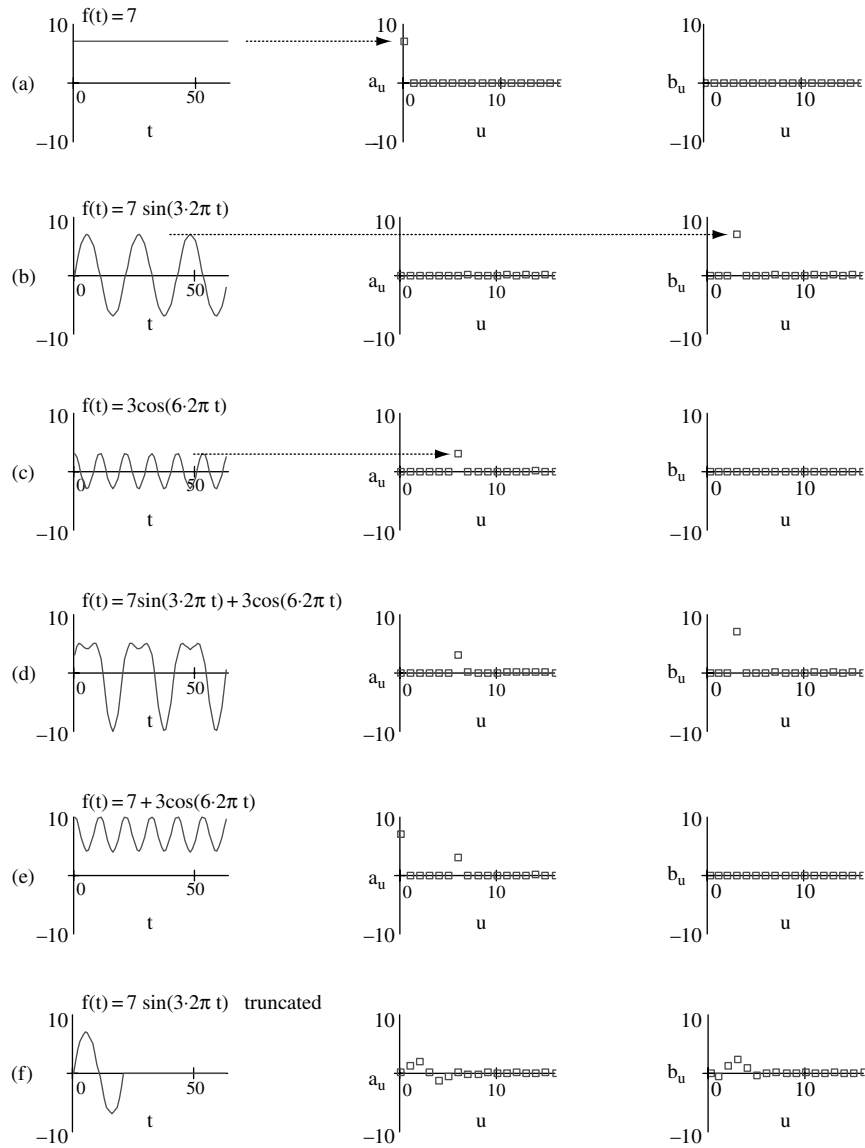 f(t) = 7
10
10
10
(a)
a_u
b_u
0
50
0
10
0
10
–10
–10
–10
t
u
u
f(t) = 7 sin(3·2π t)
10
10
10
(b)
a_u
b_u
0
50
0
10
0
10
–10
–10
–10
t
u
u
f(t) = 3cos(6·2π t)
10
10
10
(c)
a_u
b_u
0
50
0
10
0
10
–10
–10
–10
t
u
u
f(t) = 7sin(3·2π t) + 3cos(6·2π t)
10
10
10
(d)
a_u
b_u
0
50
0
10
0
10
–10
–10
–10
t
u
u
f(t) = 7 + 3cos(6·2π t)
10
10
10
(e)
a_u
b_u
0
50
0
10
0
10
–10
–10
–10
t
u
u
f(t) = 7 sin(3·2π t) truncated
10
10
10
(f)
a_u
b_u
0
50
0
10
0
10
–10
–10
–10
t
u
u